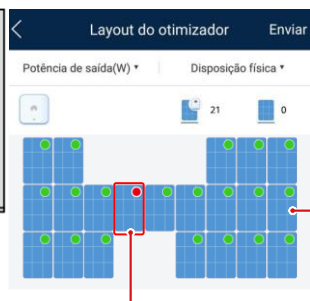 Layout do otimizador Enviar
Potência de saída(W) Disposição física
21 0